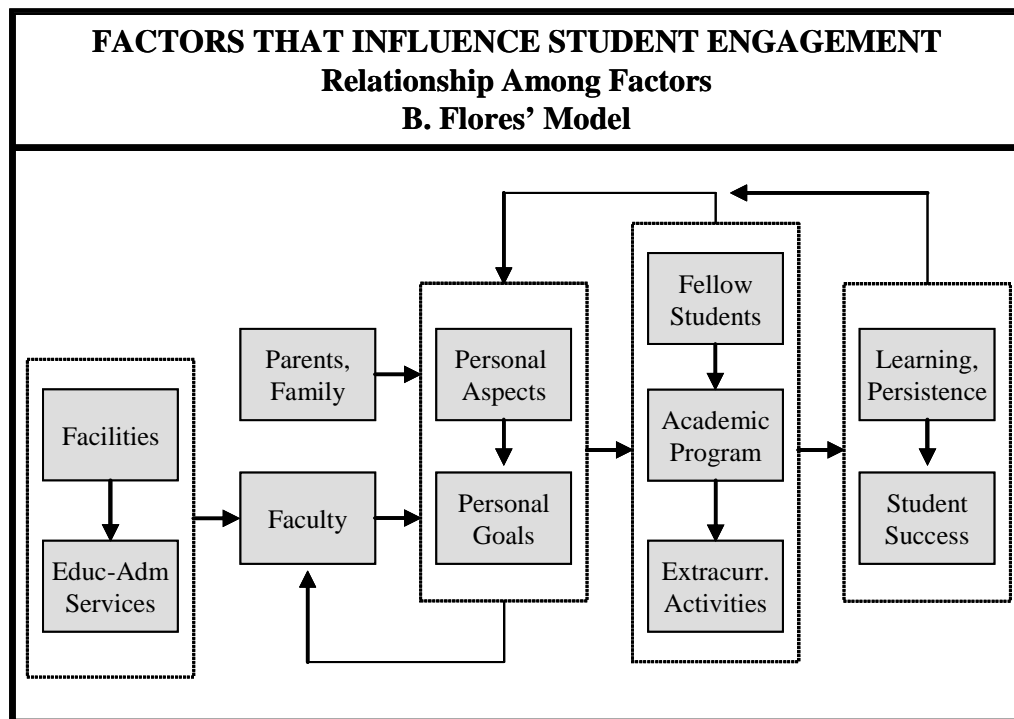 FACTORS THAT INFLUENCE STUDENT ENGAGEMENT
Relationship Among Factors
B. Flores’ Model
Facilities
Educ-Adm
Services
Parents,
Family
Faculty
Personal
Aspects
Personal
Goals
Fellow
Students
Academic
Program
Extracurr.
Activities
Learning,
Persistence
Student
Success